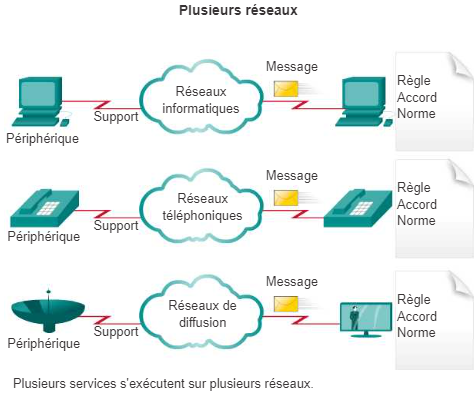 Plusieurs réseaux
Message
Réseaux
informatiques
Règle
Accord
Norme
Support
Périphérique
Message
Réseaux
téléphoniques
Règle
Accord
Norme
Support
Périphérique
Message
Réseaux de
diffusion
Règle
Accord
Norme
Support
Périphérique
Plusieurs services s'exécutent sur plusieurs réseaux.